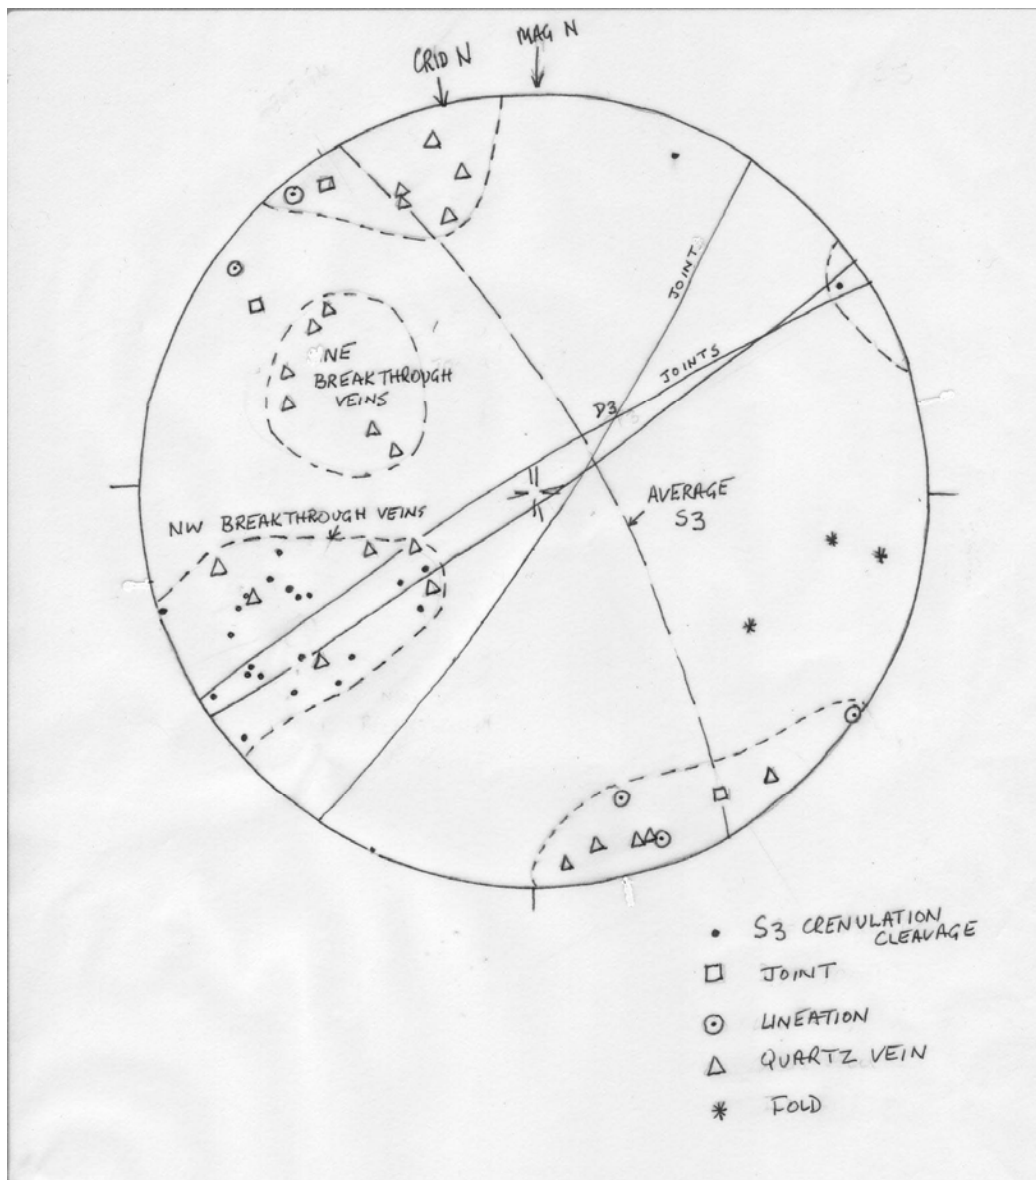 MAG N
GRID N
JOINTS
JOINTS
D3
NE
BREAKTHROUGH
VEINS
AVERAGE
S3
NW BREAKTHROUGH VEINS
S3 CRENULATION
CLEAVAGE
JOINT
LINEATION
QUARTZ VEIN
FOLD